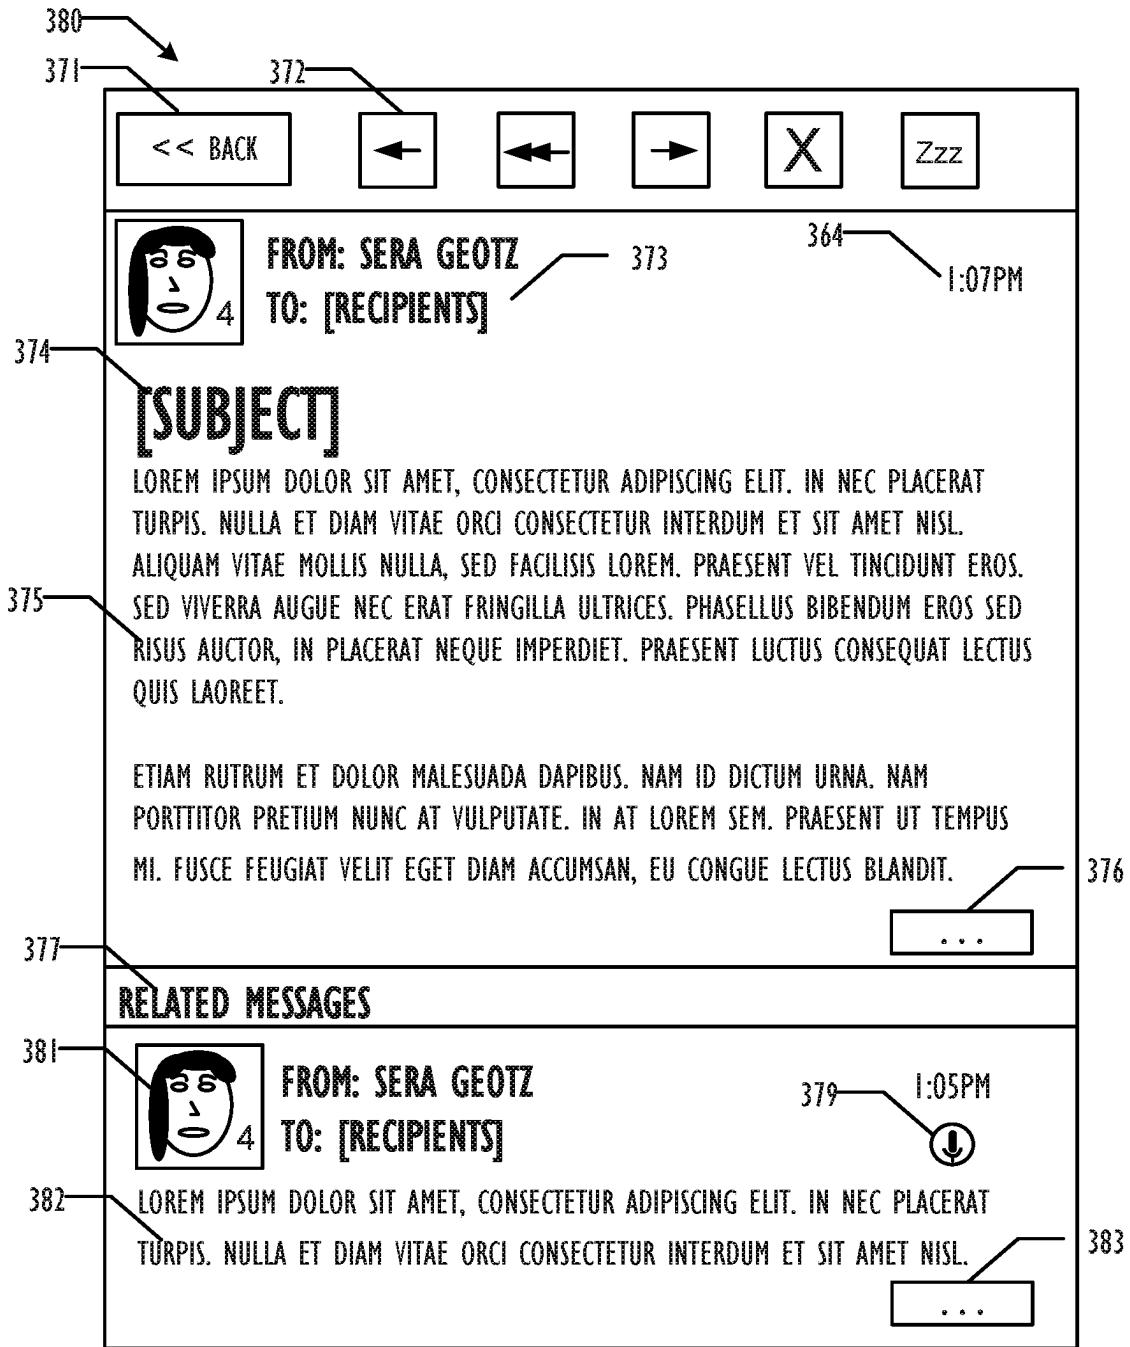 380
371
372
<< BACK
X
Zzz
FROM: SERA GEOTZ
TO: [RECIPIENTS]
373
364
1:07PM
4
374
[SUBJECT]
LOREM IPSUM DOLOR SIT AMET, CONSECTETUR ADIPISCING ELIT. IN NEC PLACERAT
TURPIS. NULLA ET DIAM VITAE ORCI CONSECTETUR INTERDUM ET SIT AMET NISL.
ALIQUAM VITAE MOLLIS NULLA, SED FACILISIS LOREM. PRAESENT VEL TINCIDUNT EROS.
375
SED VIVERRA AUGUE NEC ERAT FRINGILLA ULTRICES. PHASELLUS BIBENDUM EROS SED
RISUS AUCTOR, IN PLACERAT NEQUE IMPERDIET. PRAESENT LUCTUS CONSEQUAT LECTUS
QUIS LAOREET.
ETIAM RUTRUM ET DOLOR MALESUADA DAPIBUS. NAM ID DICTUM URNA. NAM
PORTTITOR PRETIUM NUNC AT VULPUTATE. IN AT LOREM SEM. PRAESENT UT TEMPUS
MI. FUSCE FEUGIAT VELIT EGET DIAM ACCUMSAN, EU CONGUE LECTUS BLANDIT.
376
...
377
RELATED MESSAGES
381
FROM: SERA GEOTZ
TO: [RECIPIENTS]
4
379
1:05PM
382
LOREM IPSUM DOLOR SIT AMET, CONSECTETUR ADIPISCING ELIT. IN NEC PLACERAT
TURPIS. NULLA ET DIAM VITAE ORCI CONSECTETUR INTERDUM ET SIT AMET NISL.
383
...